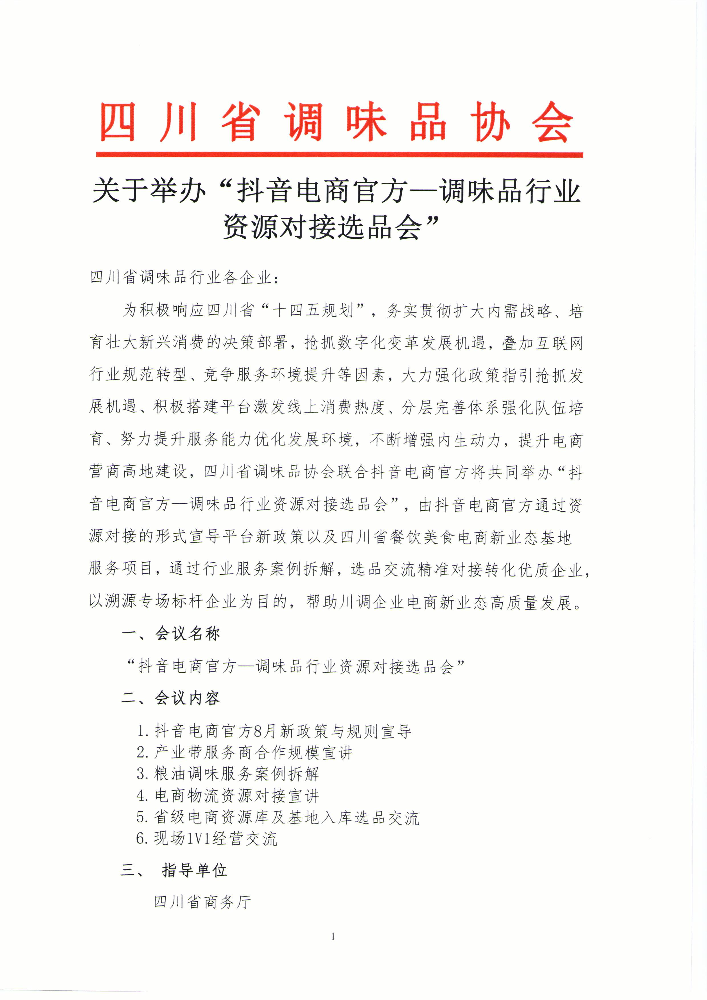 四川省调味品协会
关于举办“抖音电商官方—调味品行业
资源对接选品会”
四川省调味品行业各企业：
为积极响应四川省“十四五规划”，务实贯彻扩大内需战略、培
育壮大新兴消费的决策部署，抢抓数字化变革发展机遇，叠加互联网
行业规范转型、竞争服务环境提升等因素，大力强化政策指引抢抓发
展机遇、积极搭建平台激发线上消费热度、分层完善体系强化队伍培
育、努力提升服务能力优化发展环境，不断增强内生动力，提升电商
营商高地建设，四川省调味品协会联合抖音电商官方将共同举办“抖
音电商官方—调味品行业资源对接选品会”，由抖音电商官方通过资
源对接的形式宣导平台新政策以及四川省餐饮美食电商新业态基地
服务项目，通过行业服务案例拆解，选品交流精准对接转化优质企业，
以溯源专场标杆企业为目的，帮助川调企业电商新业态高质量发展。
一、会议名称
“抖音电商官方—调味品行业资源对接选品会”
二、会议内容
1. 抖音电商官方8月新政策与规则宣导
2. 产业带服务商合作规模宣讲
3. 粮油调味服务案例拆解
4. 电商物流资源对接宣讲
5. 省级电商资源库及基地入库选品交流
6. 现场1V1经营交流
三、 指导单位
四川省商务厅
1